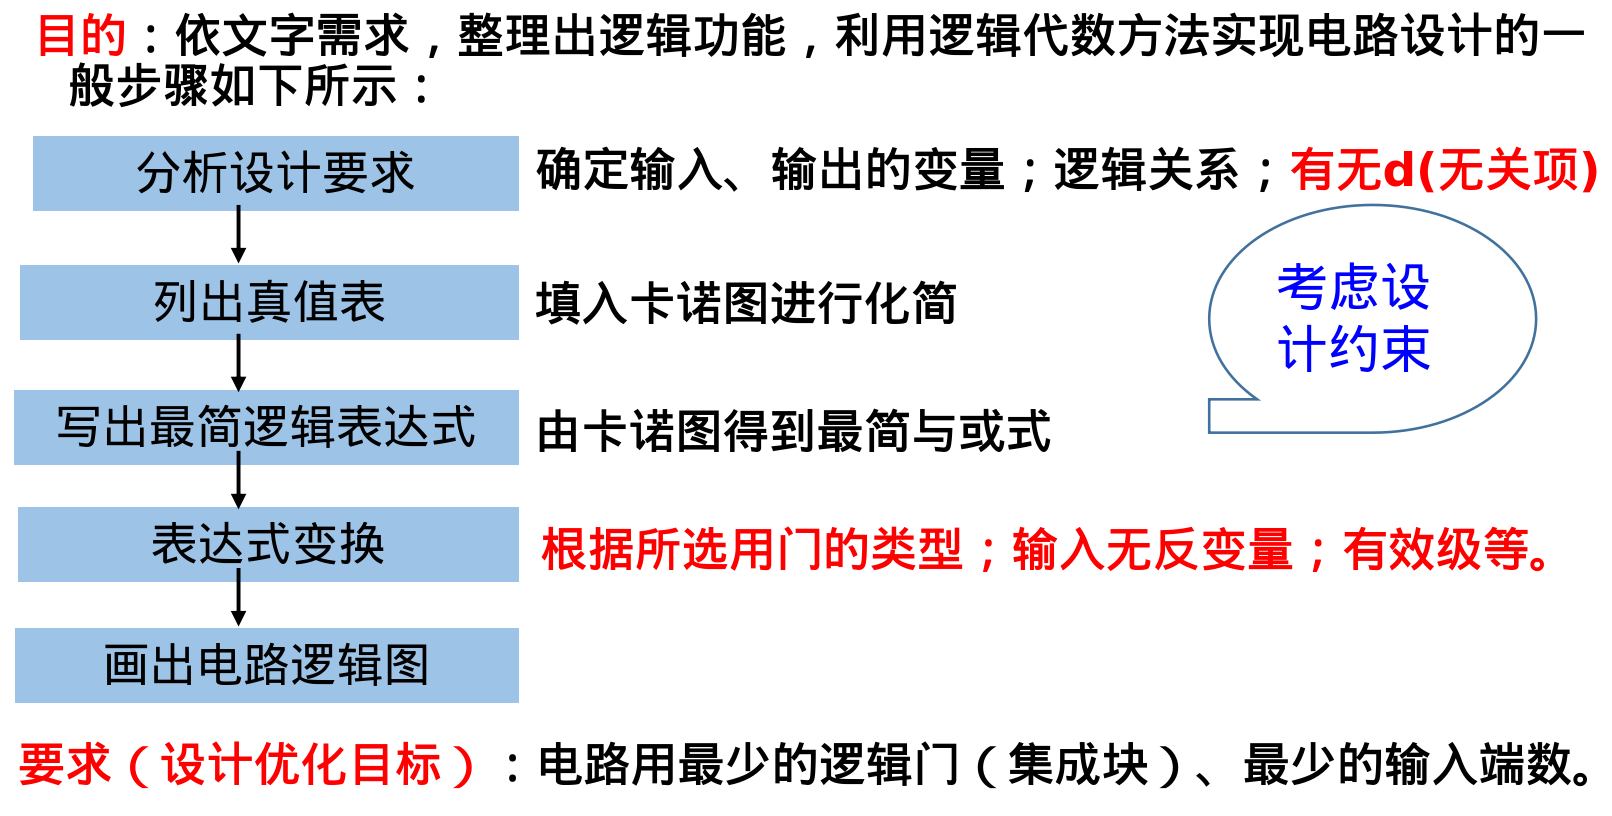 目的：依文字需求，整理出逻辑功能，利用逻辑代数方法实现电路设计的一
般步骤如下所示：
分析设计要求
确定输入、输出的变量；逻辑关系；有无d(无关项)
列出真值表
填入卡诺图进行化简
考虑设
计约束
写出最简逻辑表达式
由卡诺图得到最简与或式
表达式变换
根据所选用门的类型；输入无反变量；有效级等。
画出电路逻辑图
要求（设计优化目标）：电路用最少的逻辑门（集成块）、最少的输入端数。